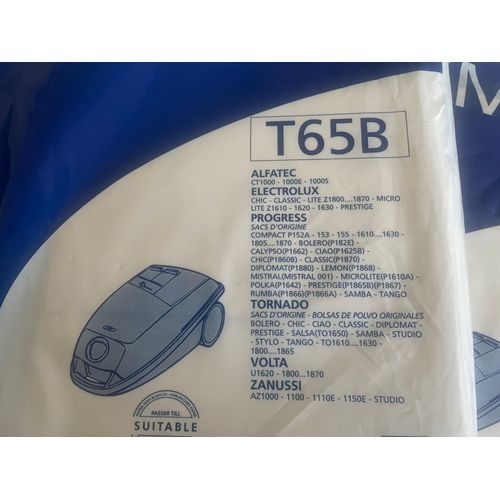 T65B
ALFATEC
CT1000 - 1000E - 1000S
ELECTROLUX
CHIC - CLASSIC - LITE Z1800....1870 - MICRO
LITE Z1610 - 1620 - 1630 - PRESTIGE
PROGRESS
SACS D'ORIGINE
COMPACT P152A - 153 - 155 - 1610....1630 -
1805....1870 - BOLERO(P182E) -
CALYPSO(P1662) - CIAO(P1625B) -
CHIC(P1860B) - CLASSIC(P1870) -
DIPLOMAT(P1880) - LEMON(P1868) -
MISTRAL(MISTRAL 001) - MICROLITE(P1610A) -
POLKA(P1642) - PRESTIGE(P1865B)(P1867) -
RUMBA(P1866)(P1866A) - SAMBA - TANGO
TORNADO
SACS D'ORIGINE - BOLSAS DE POLVO ORIGINALES
BOLERO - CHIC - CIAO - CLASSIC - DIPLOMAT -
PRESTIGE - SALSA(TO1650) - SAMBA - STUDIO
- STYLO - TANGO - TO1610....1630 -
1800....1865
VOLTA
U1620 - 1800....1870
ZANUSSI
AZ1000 - 1100 - 1110E - 1150E - STUDIO
PASSER TILL
SUITABLE